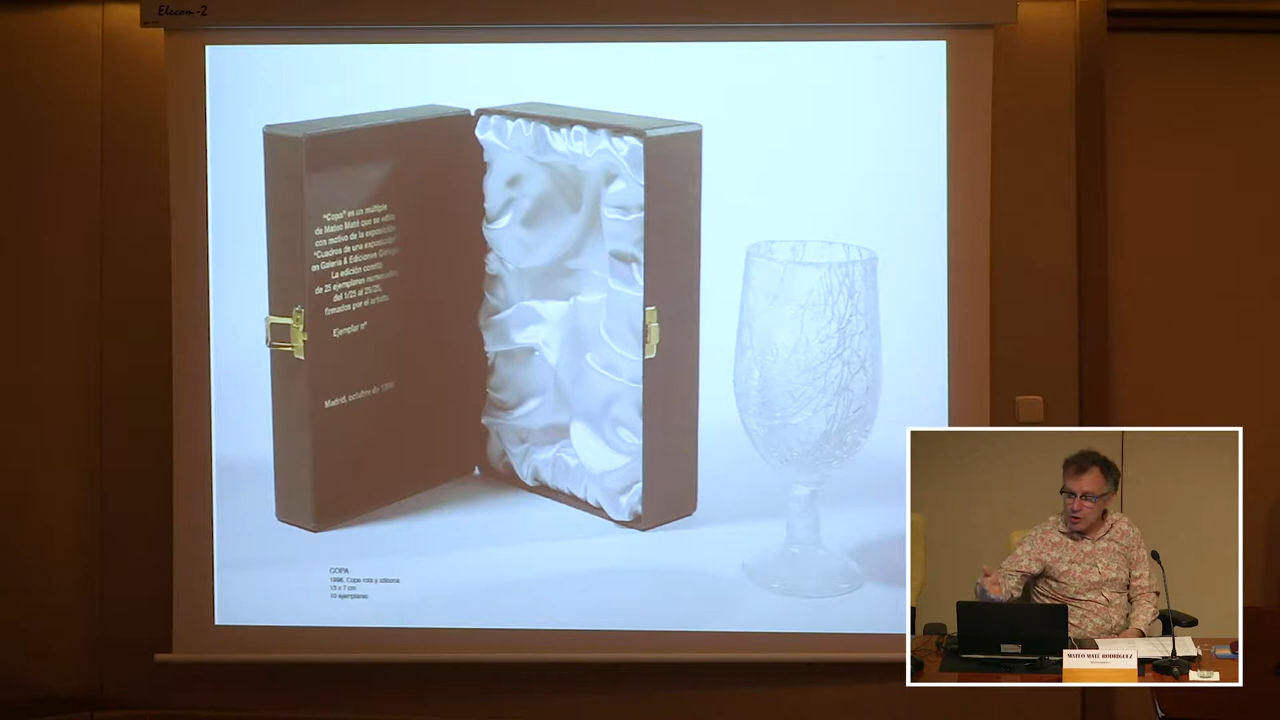 Elecom-2
"Copa" es un múltiple
de Mateo Maté que se edita
con motivo de la exposición
"Cuadros de una exposición"
en Galería & Ediciones
La edición consta
de 25 ejemplares numerados
del 1/25 al 25/25,
firmados por el artista.
Ejemplar nº
Madrid, octubre de
COPA
1996, Copa rota y silicona
15 x 7 cm
10 ejemplares
MATEO MATÉ RODRÍGUEZ